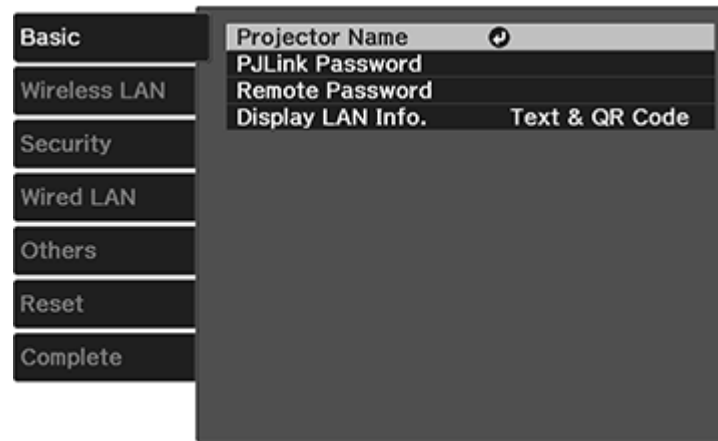 Basic
Wireless LAN
Security
Wired LAN
Others
Reset
Complete
Projector Name
PJLink Password
Remote Password
Display LAN Info. Text & QR Code